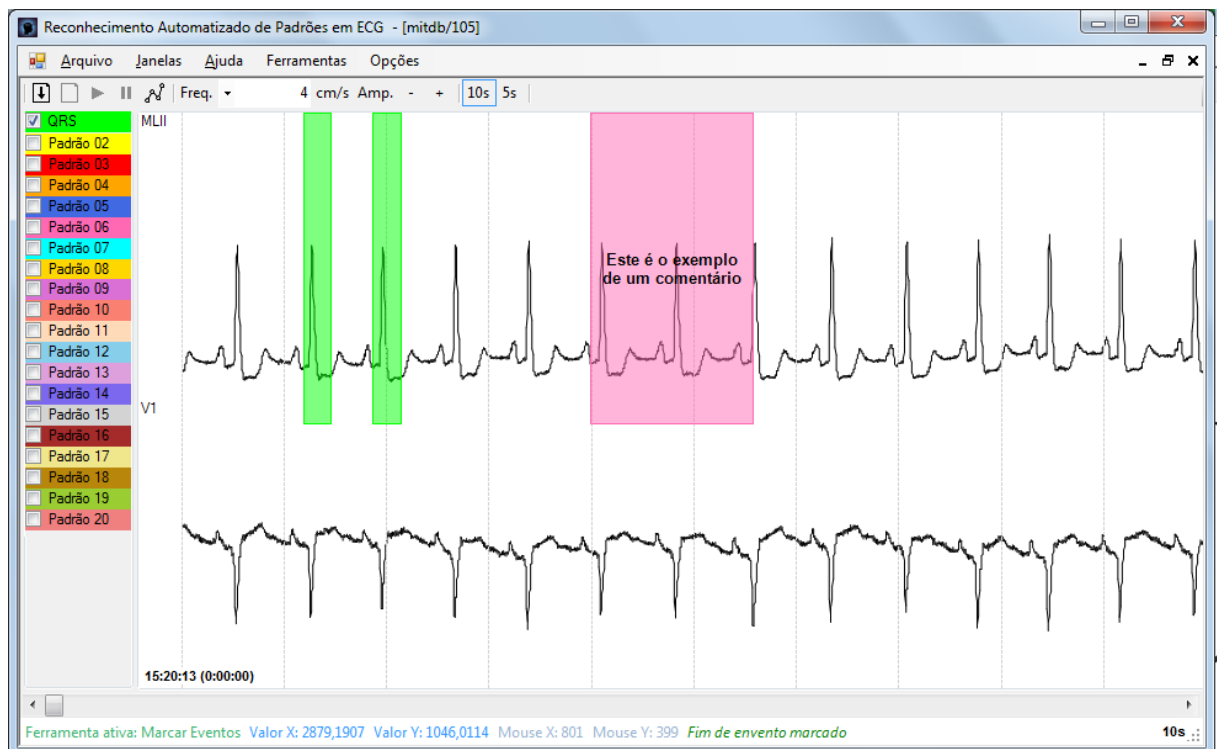 Reconhecimento Automatizado de Padrões em ECG - [mitdb/105]
Arquivo Janelas Ajuda Ferramentas Opções
Freq. 4 cm/s Amp. - + 10s 5s
QRS
Padrão 02
Padrão 03
Padrão 04
Padrão 05
Padrão 06
Padrão 07
Padrão 08
Padrão 09
Padrão 10
Padrão 11
Padrão 12
Padrão 13
Padrão 14
Padrão 15
Padrão 16
Padrão 17
Padrão 18
Padrão 19
Padrão 20
MLII
Este é o exemplo
de um comentário
V1
15:20:13 (0:00:00)
Ferramenta ativa: Marcar Eventos Valor X: 2879,1907 Valor Y: 1046,0114 Mouse X: 801 Mouse Y: 399 Fim de envento marcado 10s